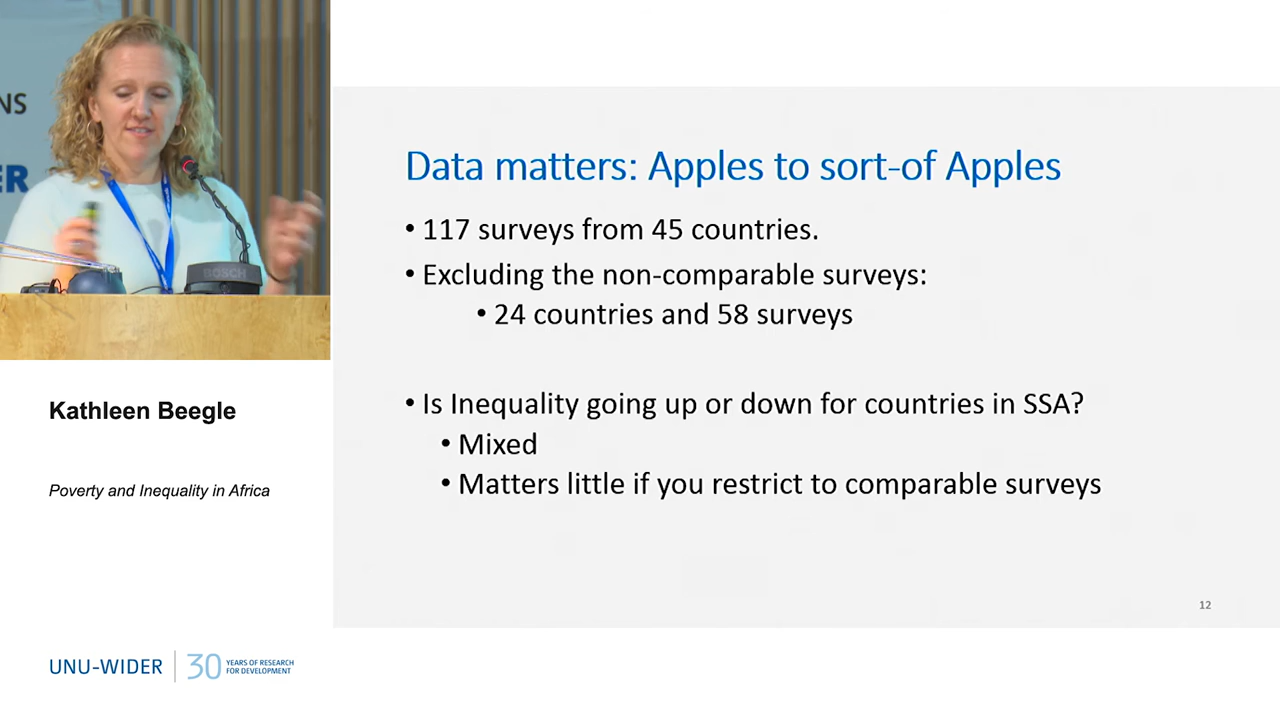 NS
ER
BOSCH
Kathleen Beegle
Poverty and Inequality in Africa
UNU-WIDER
30 YEARS OF RESEARCH
FOR DEVELOPMENT
Data matters: Apples to sort-of Apples
• 117 surveys from 45 countries.
• Excluding the non-comparable surveys:
• 24 countries and 58 surveys
• Is Inequality going up or down for countries in SSA?
• Mixed
• Matters little if you restrict to comparable surveys
12